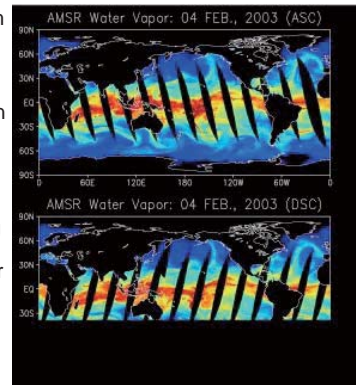 AMSR Water Vapor: 04 FEB., 2003 (ASC)
90N
60N
30N
EQ
30S
60S
90S
0 60E 120E 180 120W 60W 0
AMSR Water Vapor: 04 FEB., 2003 (DSC)
90N
60N
30N
EQ
30S